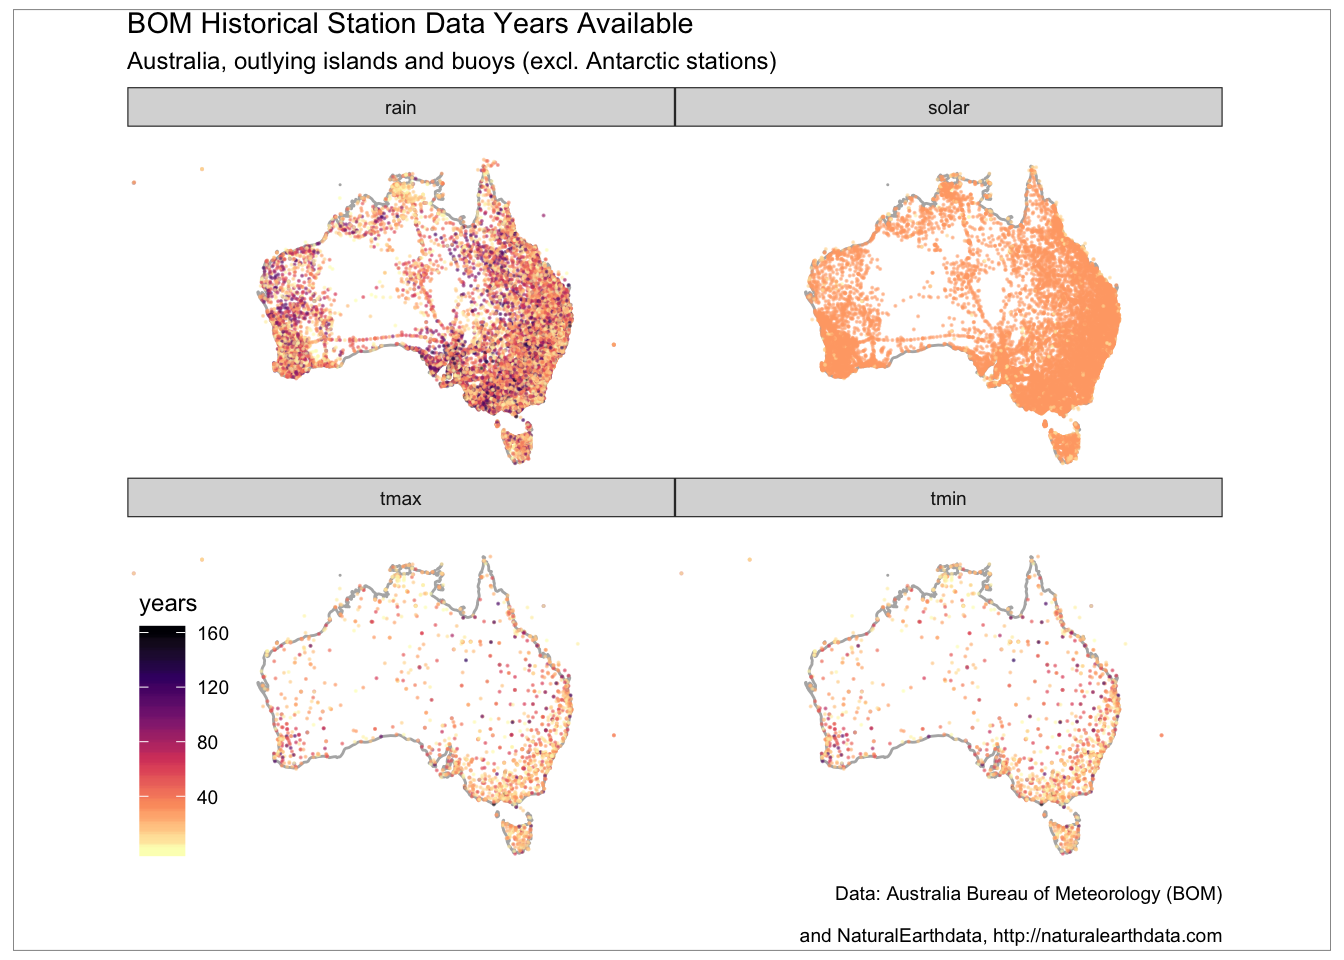 BOM Historical Station Data Years Available
Australia, outlying islands and buoys (excl. Antarctic stations)
rain
solar
tmax
tmin
years
160
120
80
40
Data: Australia Bureau of Meteorology (BOM)
and NaturalEarthdata, http://naturalearthdata.com